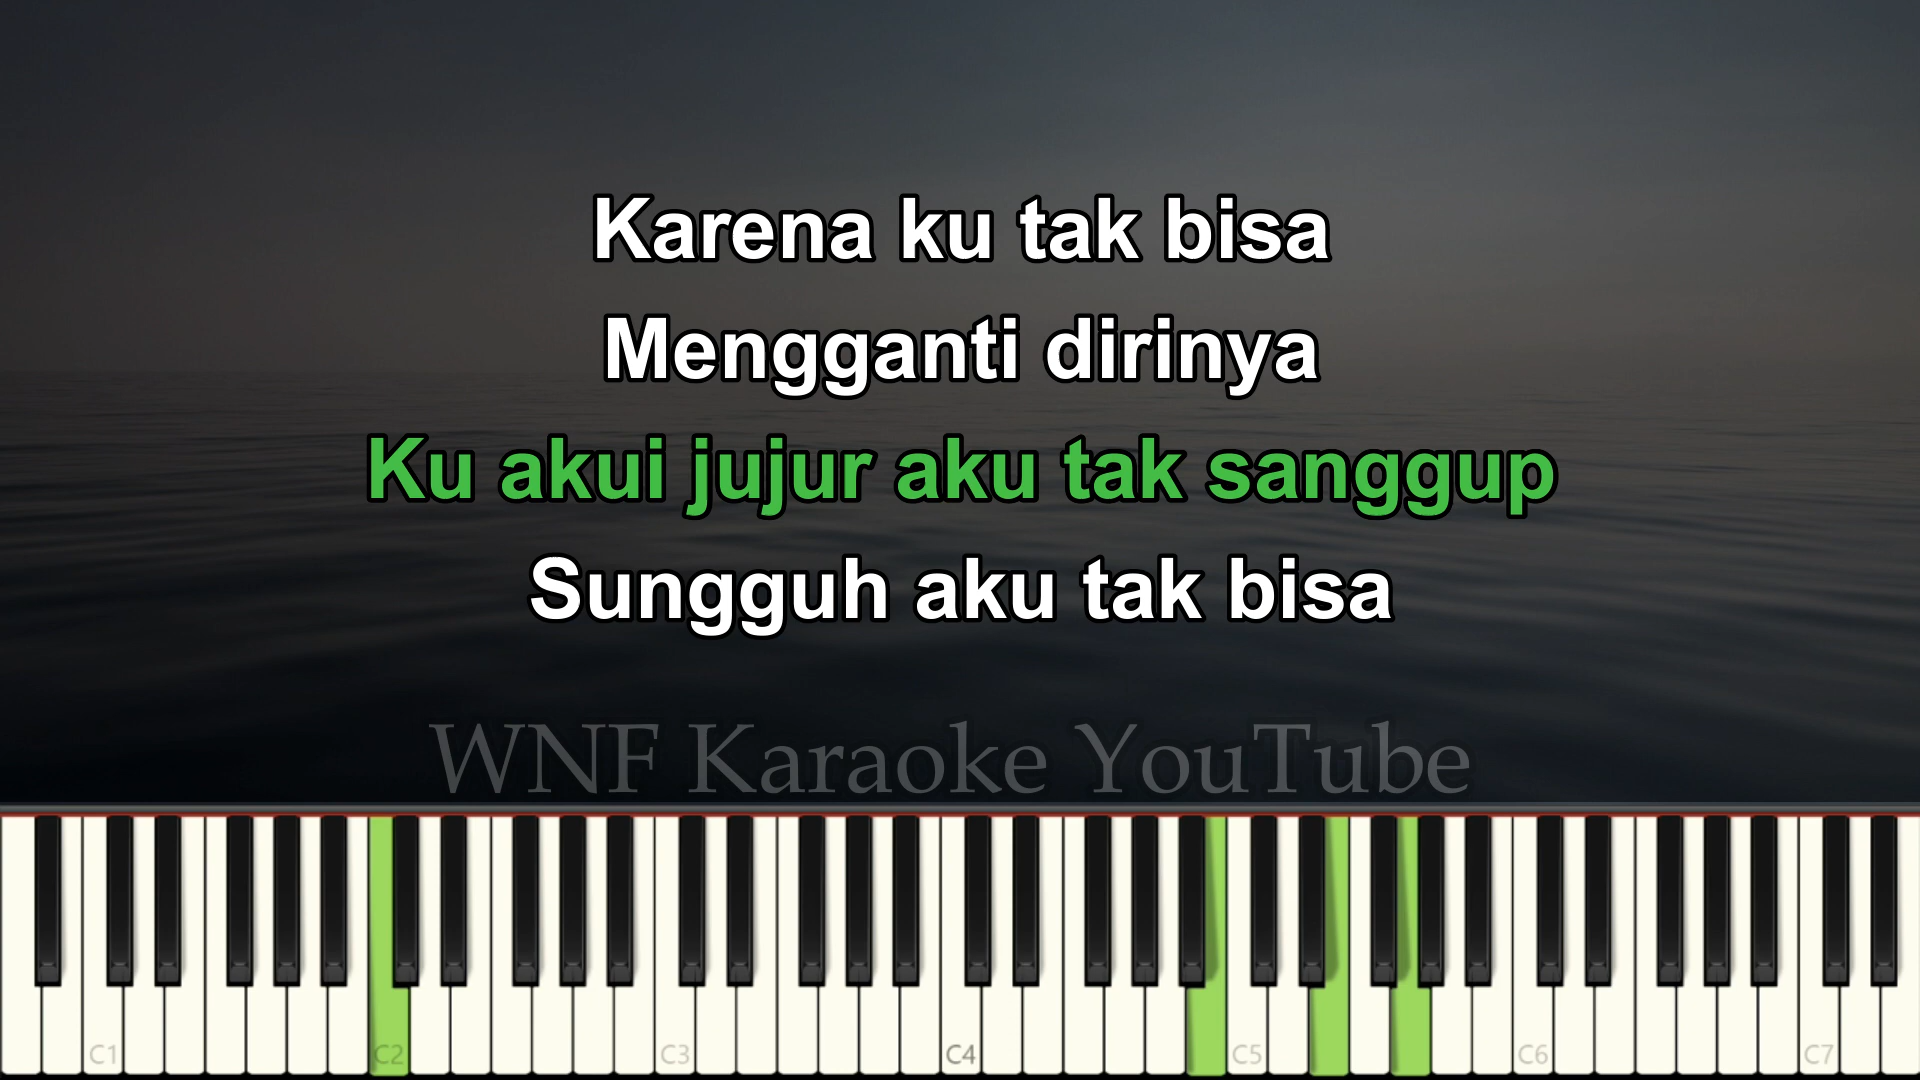 Karena ku tak bisa
Mengganti dirinya
Ku akui jujur aku tak sanggup
Sungguh aku tak bisa
WNF Karaoke YouTube
C1 C2 C3 C4 C5 C6 C7